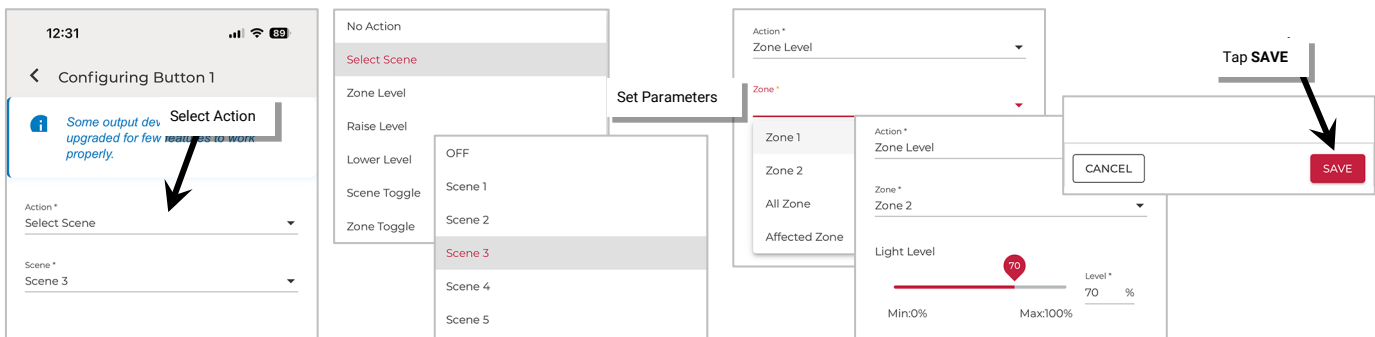 12:31
89
Configuring Button 1
Select Action
Some output dev
upgraded for few features to work
properly.
Action *
Select Scene
Scene *
Scene 3
No Action
Select Scene
Zone Level
Raise Level
Lower Level
Scene Toggle
Zone Toggle
OFF
Scene 1
Scene 2
Scene 3
Scene 4
Scene 5
Set Parameters
Action *
Zone Level
Zone *
Zone 1
Zone 2
All Zone
Affected Zone
Action *
Zone Level
Zone *
Zone 2
Light Level
70
Level *
70 %
Min:0% Max:100%
Tap SAVE
CANCEL SAVE